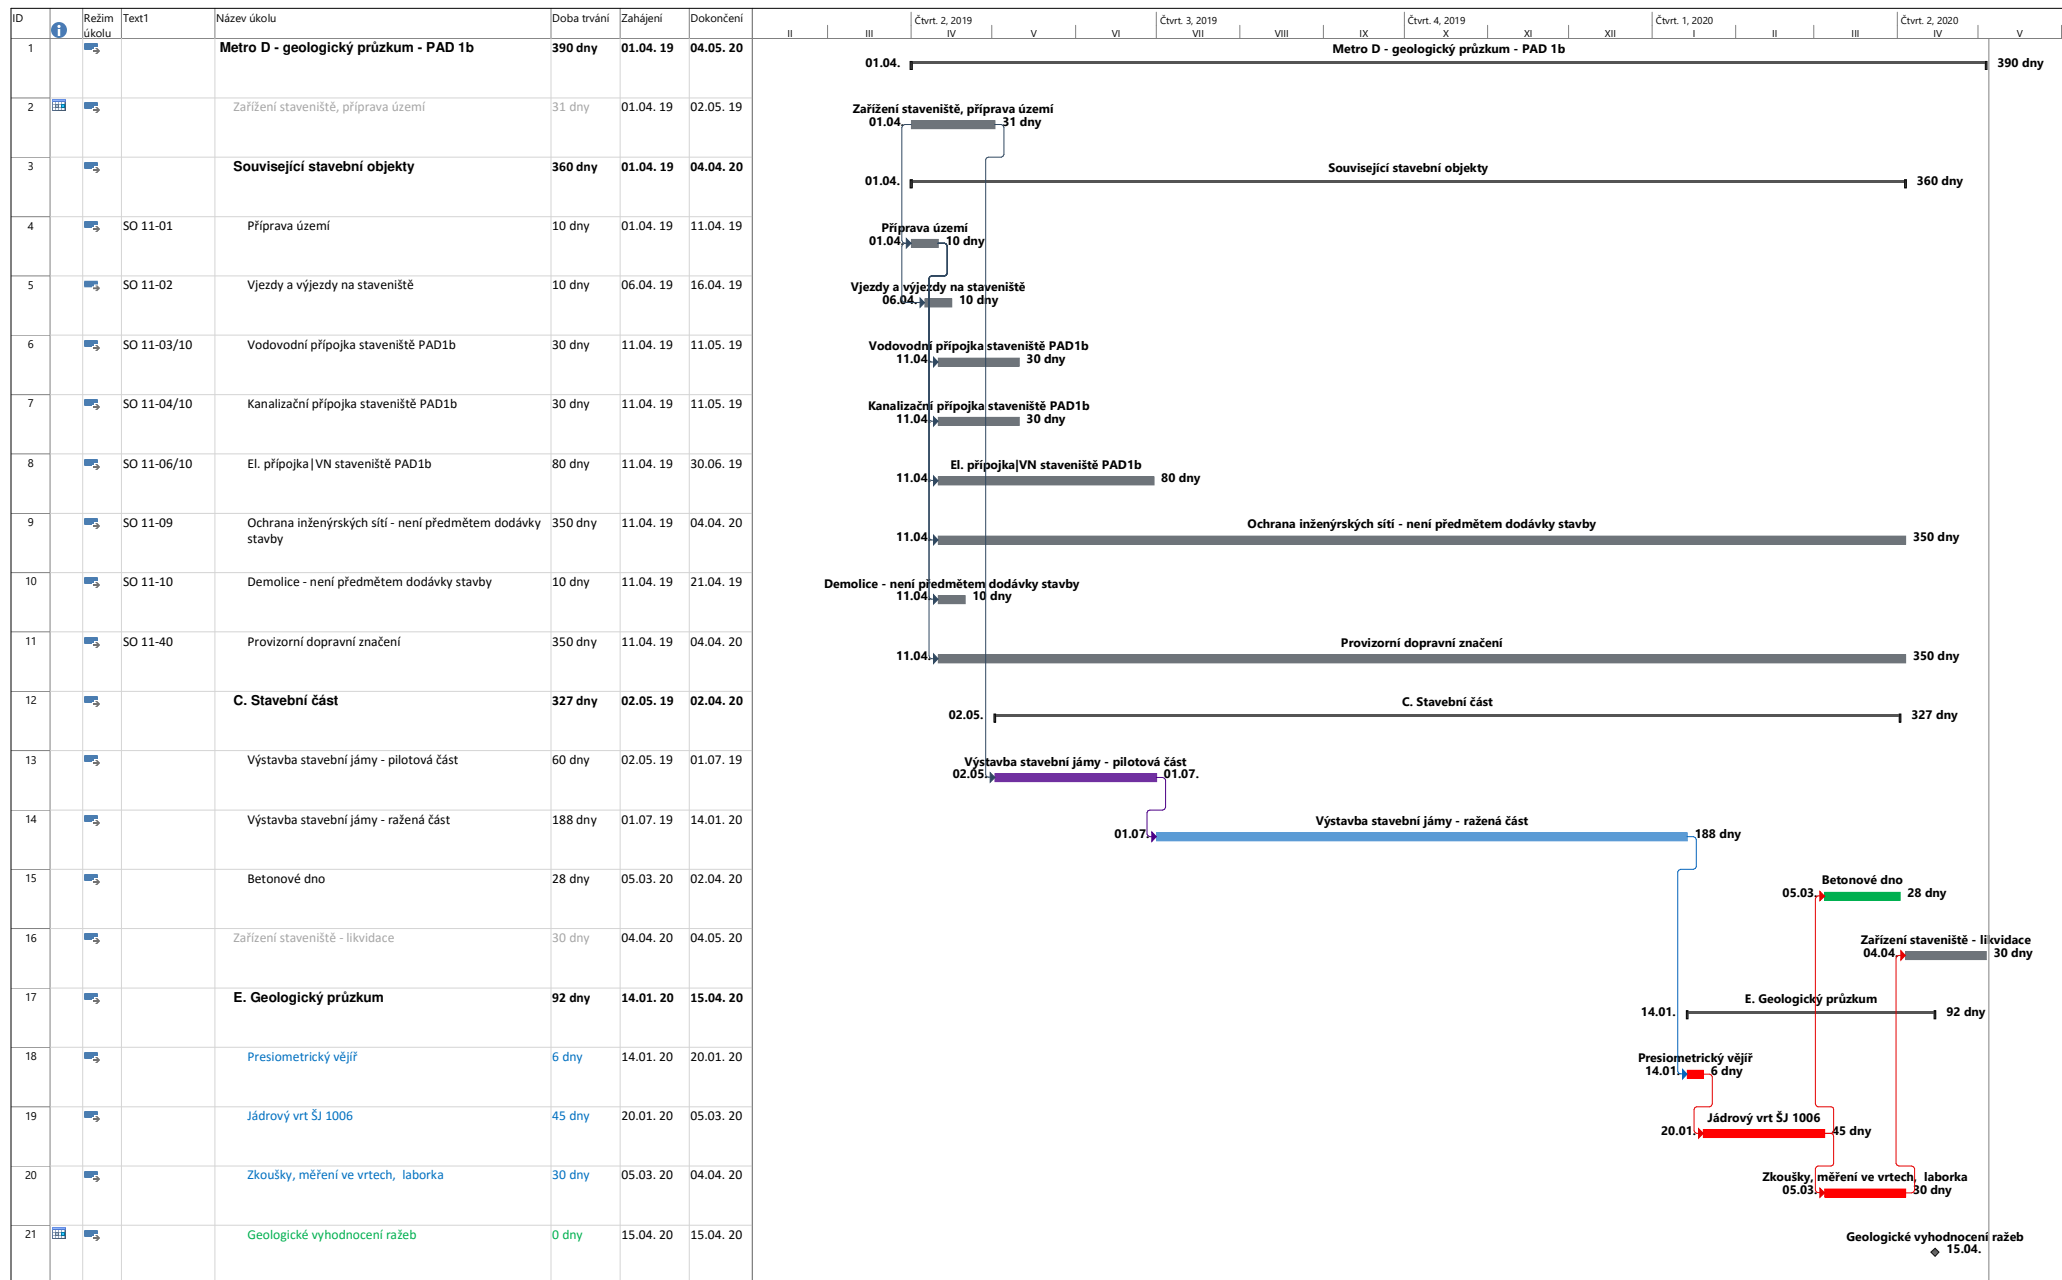 ID Režim úkolu Text1 Název úkolu Doba trvání Zahájení Dokončení
Čtvrt. 2, 2019 Čtvrt. 3, 2019 Čtvrt. 4, 2019 Čtvrt. 1, 2020 Čtvrt. 2, 2020
II III IV V VI VII VIII IX X XI XII I II III IV V
1 Metro D - geologický průzkum - PAD 1b 390 dny 01.04. 19 04.05. 20
Metro D - geologický průzkum - PAD 1b
01.04. 390 dny
2 Zařížení staveniště, příprava území 31 dny 01.04. 19 02.05. 19
Zařížení staveniště, příprava území
01.04. 31 dny
3 Související stavební objekty 360 dny 01.04. 19 04.04. 20
Související stavební objekty
01.04. 360 dny
4 SO 11-01 Příprava území 10 dny 01.04. 19 11.04. 19
Příprava území
01.04. 10 dny
5 SO 11-02 Vjezdy a výjezdy na staveniště 10 dny 06.04. 19 16.04. 19
Vjezdy a výjezdy na staveniště
06.04. 10 dny
6 SO 11-03/10 Vodovodní přípojka staveniště PAD1b 30 dny 11.04. 19 11.05. 19
Vodovodní přípojka staveniště PAD1b
11.04. 30 dny
7 SO 11-04/10 Kanalizační přípojka staveniště PAD1b 30 dny 11.04. 19 11.05. 19
Kanalizační přípojka staveniště PAD1b
11.04. 30 dny
8 SO 11-06/10 El. přípojka|VN staveniště PAD1b 80 dny 11.04. 19 30.06. 19
El. přípojka|VN staveniště PAD1b
11.04. 80 dny
9 SO 11-09 Ochrana inženýrských sítí - není předmětem dodávky stavby 350 dny 11.04. 19 04.04. 20
Ochrana inženýrských sítí - není předmětem dodávky stavby
11.04. 350 dny
10 SO 11-10 Demolice - není předmětem dodávky stavby 10 dny 11.04. 19 21.04. 19
Demolice - není předmětem dodávky stavby
11.04. 10 dny
11 SO 11-40 Provizorní dopravní značení 350 dny 11.04. 19 04.04. 20
Provizorní dopravní značení
11.04. 350 dny
12 C. Stavební část 327 dny 02.05. 19 02.04. 20
C. Stavební část
02.05. 327 dny
13 Výstavba stavební jámy - pilotová část 60 dny 02.05. 19 01.07. 19
Výstavba stavební jámy - pilotová část
02.05. 01.07.
14 Výstavba stavební jámy - ražená část 188 dny 01.07. 19 14.01. 20
Výstavba stavební jámy - ražená část
01.07. 188 dny
15 Betonové dno 28 dny 05.03. 20 02.04. 20
Betonové dno
05.03. 28 dny
16 Zařízení staveniště - likvidace 30 dny 04.04. 20 04.05. 20
Zařízení staveniště - likvidace
04.04. 30 dny
17 E. Geologický průzkum 92 dny 14.01. 20 15.04. 20
E. Geologický průzkum
14.01. 92 dny
18 Presiometrický vějíř 6 dny 14.01. 20 20.01. 20
Presiometrický vějíř
14.01. 6 dny
19 Jádrový vrt ŠJ 1006 45 dny 20.01. 20 05.03. 20
Jádrový vrt ŠJ 1006
20.01. 45 dny
20 Zkoušky, měření ve vrtech, laborka 30 dny 05.03. 20 04.04. 20
Zkoušky, měření ve vrtech, laborka
05.03. 30 dny
21 Geologické vyhodnocení ražeb 0 dny 15.04. 20 15.04. 20
Geologické vyhodnocení ražeb
15.04.